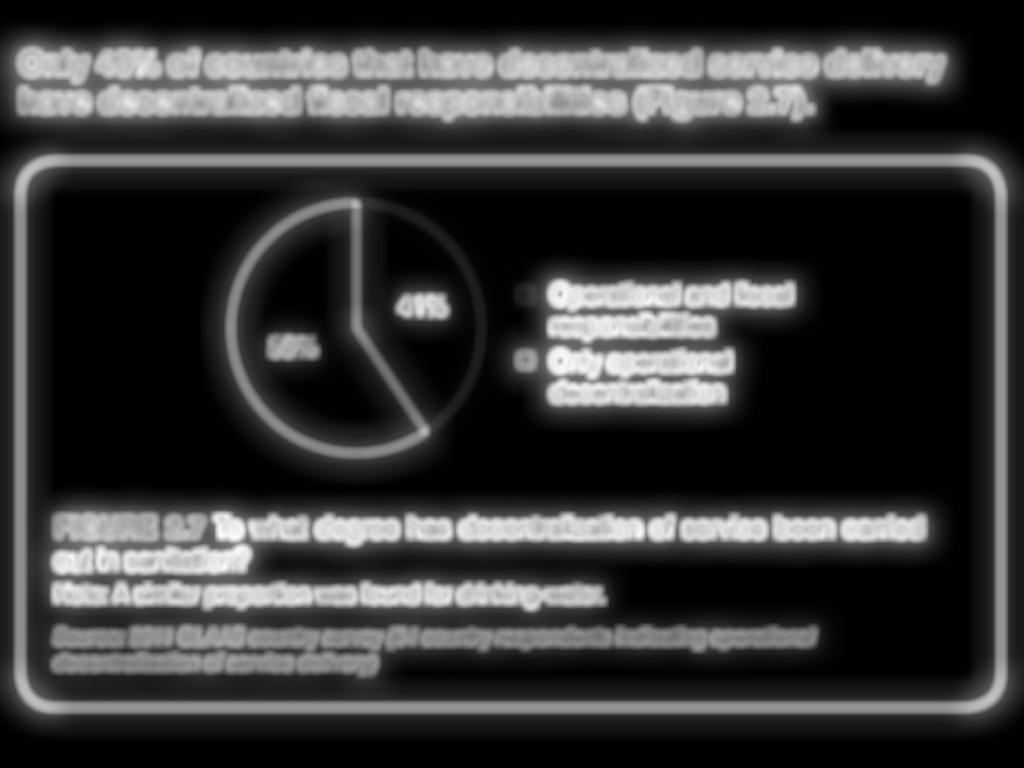 Only 40% of countries that have decentralized service delivery
have decentralized fiscal responsibilities (Figure 2.7).
41%
59%
Operational and fiscal
responsibilities
Only operational
decentralization
FIGURE 2.7 To what degree has decentralization of service been carried
out in sanitation?
Note: A similar proportion was found for drinking-water.
Source: 2011 GLAAS country survey (54 country respondents indicating operational
decentralization of service delivery)